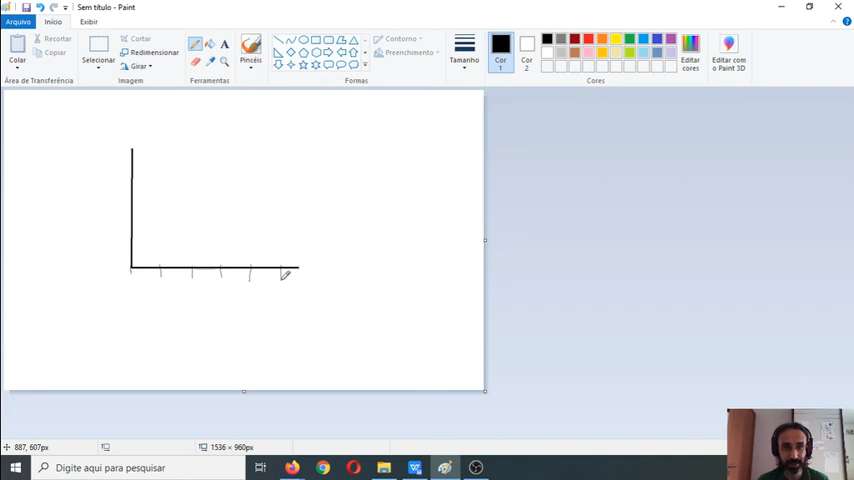 Sem título - Paint
Arquivo Início Exibir
Colar
Recortar
Copiar
Área de Transferência
Selecionar
Cortar
Redimensionar
Girar
Imagem
A
Ferramentas
Pincéis
Contorno
Preenchimento
Formas
Tamanho
Cor 1
Cor 2
Editar cores
Cores
Editar com o Paint 3D
887, 607px
1536 × 960px
Digite aqui para pesquisar